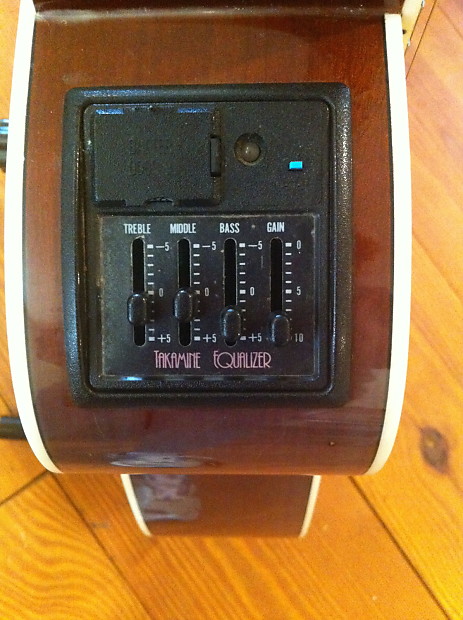 TREBLE MIDDLE BASS GAIN
−5 −5 −5 0
0 0 0 5
+5 +5 +5 10
TAKAMINE EQUALIZER